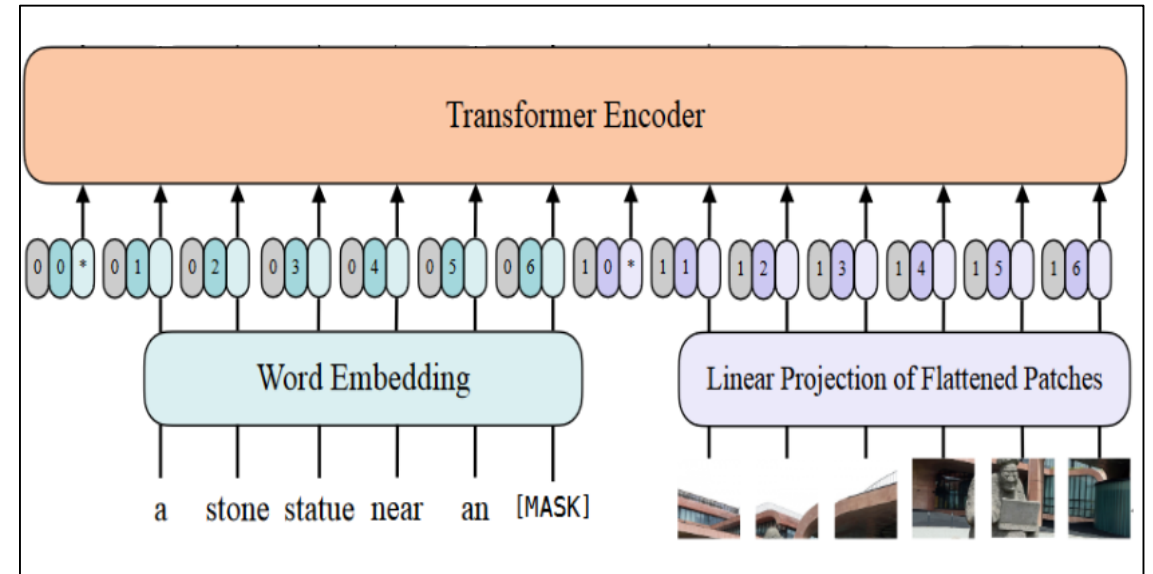 Transformer Encoder
0 0 * 0 1 0 2 0 3 0 4 0 5 0 6 1 0 * 1 1 1 2 1 3 1 4 1 5 1 6
Word Embedding
Linear Projection of Flattened Patches
a stone statue near an [MASK]